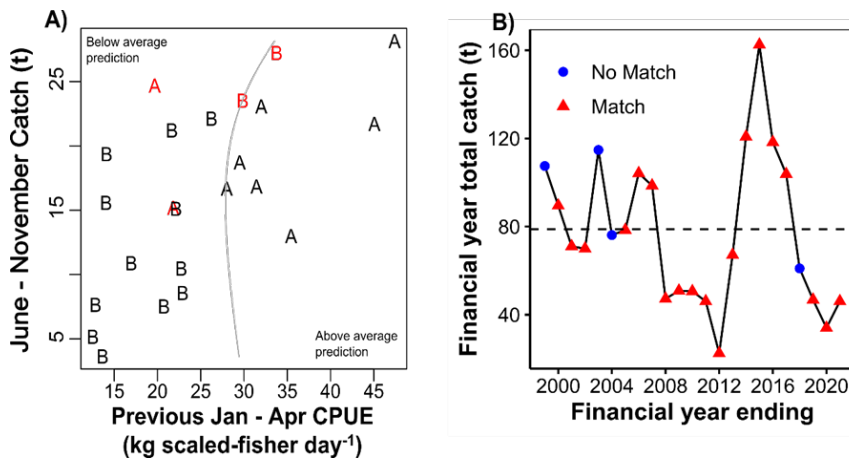 A)
Below average
prediction
Above average
prediction
June - November Catch (t)
25
15
5
A
B
A
B
A
B
B
A
B
B
A
A
A
B
A
B
A
B
B
B
B
B
B
B
15
20
25
30
35
40
45
Previous Jan - Apr CPUE
(kg scaled-fisher day⁻¹)
B)
Financial year total catch (t)
160
120
80
40
No Match
Match
2000
2004
2008
2012
2016
2020
Financial year ending